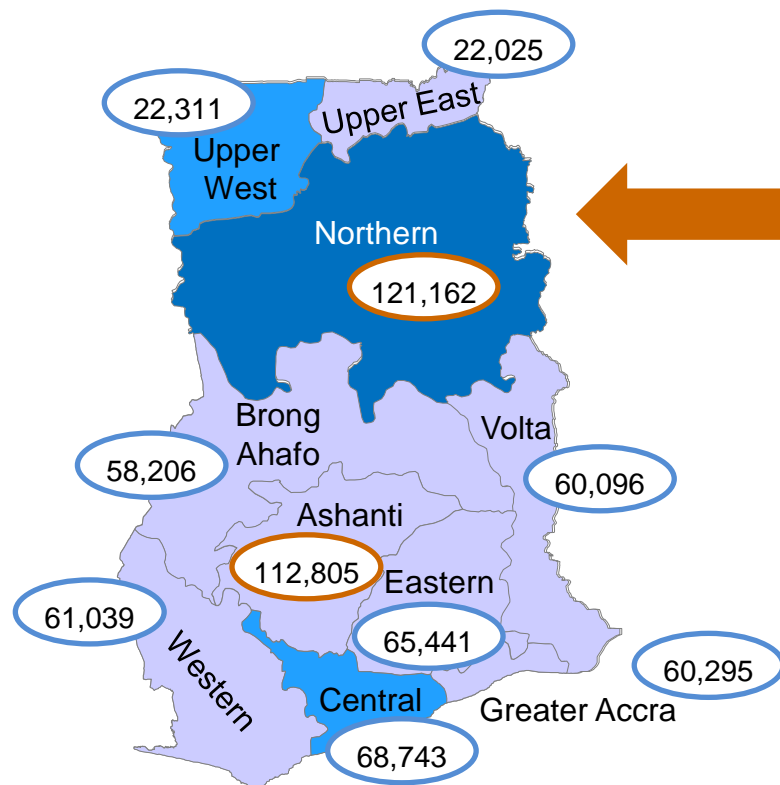 22,025
22,311
Upper East
Upper
West
Northern
121,162
Brong
Ahafo
Volta
58,206
60,096
Ashanti
112,805
Eastern
61,039
65,441
Western
60,295
Central
Greater Accra
68,743